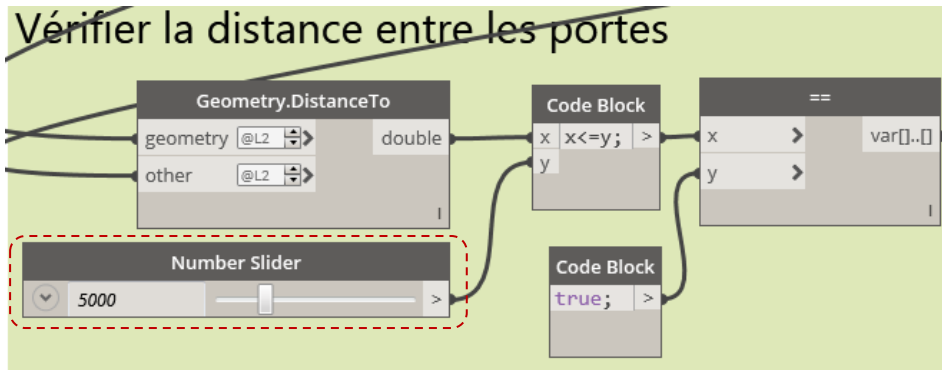 Vérifier la distance entre les portes
Geometry.DistanceTo
geometry @L2 >
double
other @L2 >
l
Code Block
x x<=y; >
y
==
x >
var[]..[]
y >
l
Number Slider
5000 >
Code Block
true; >